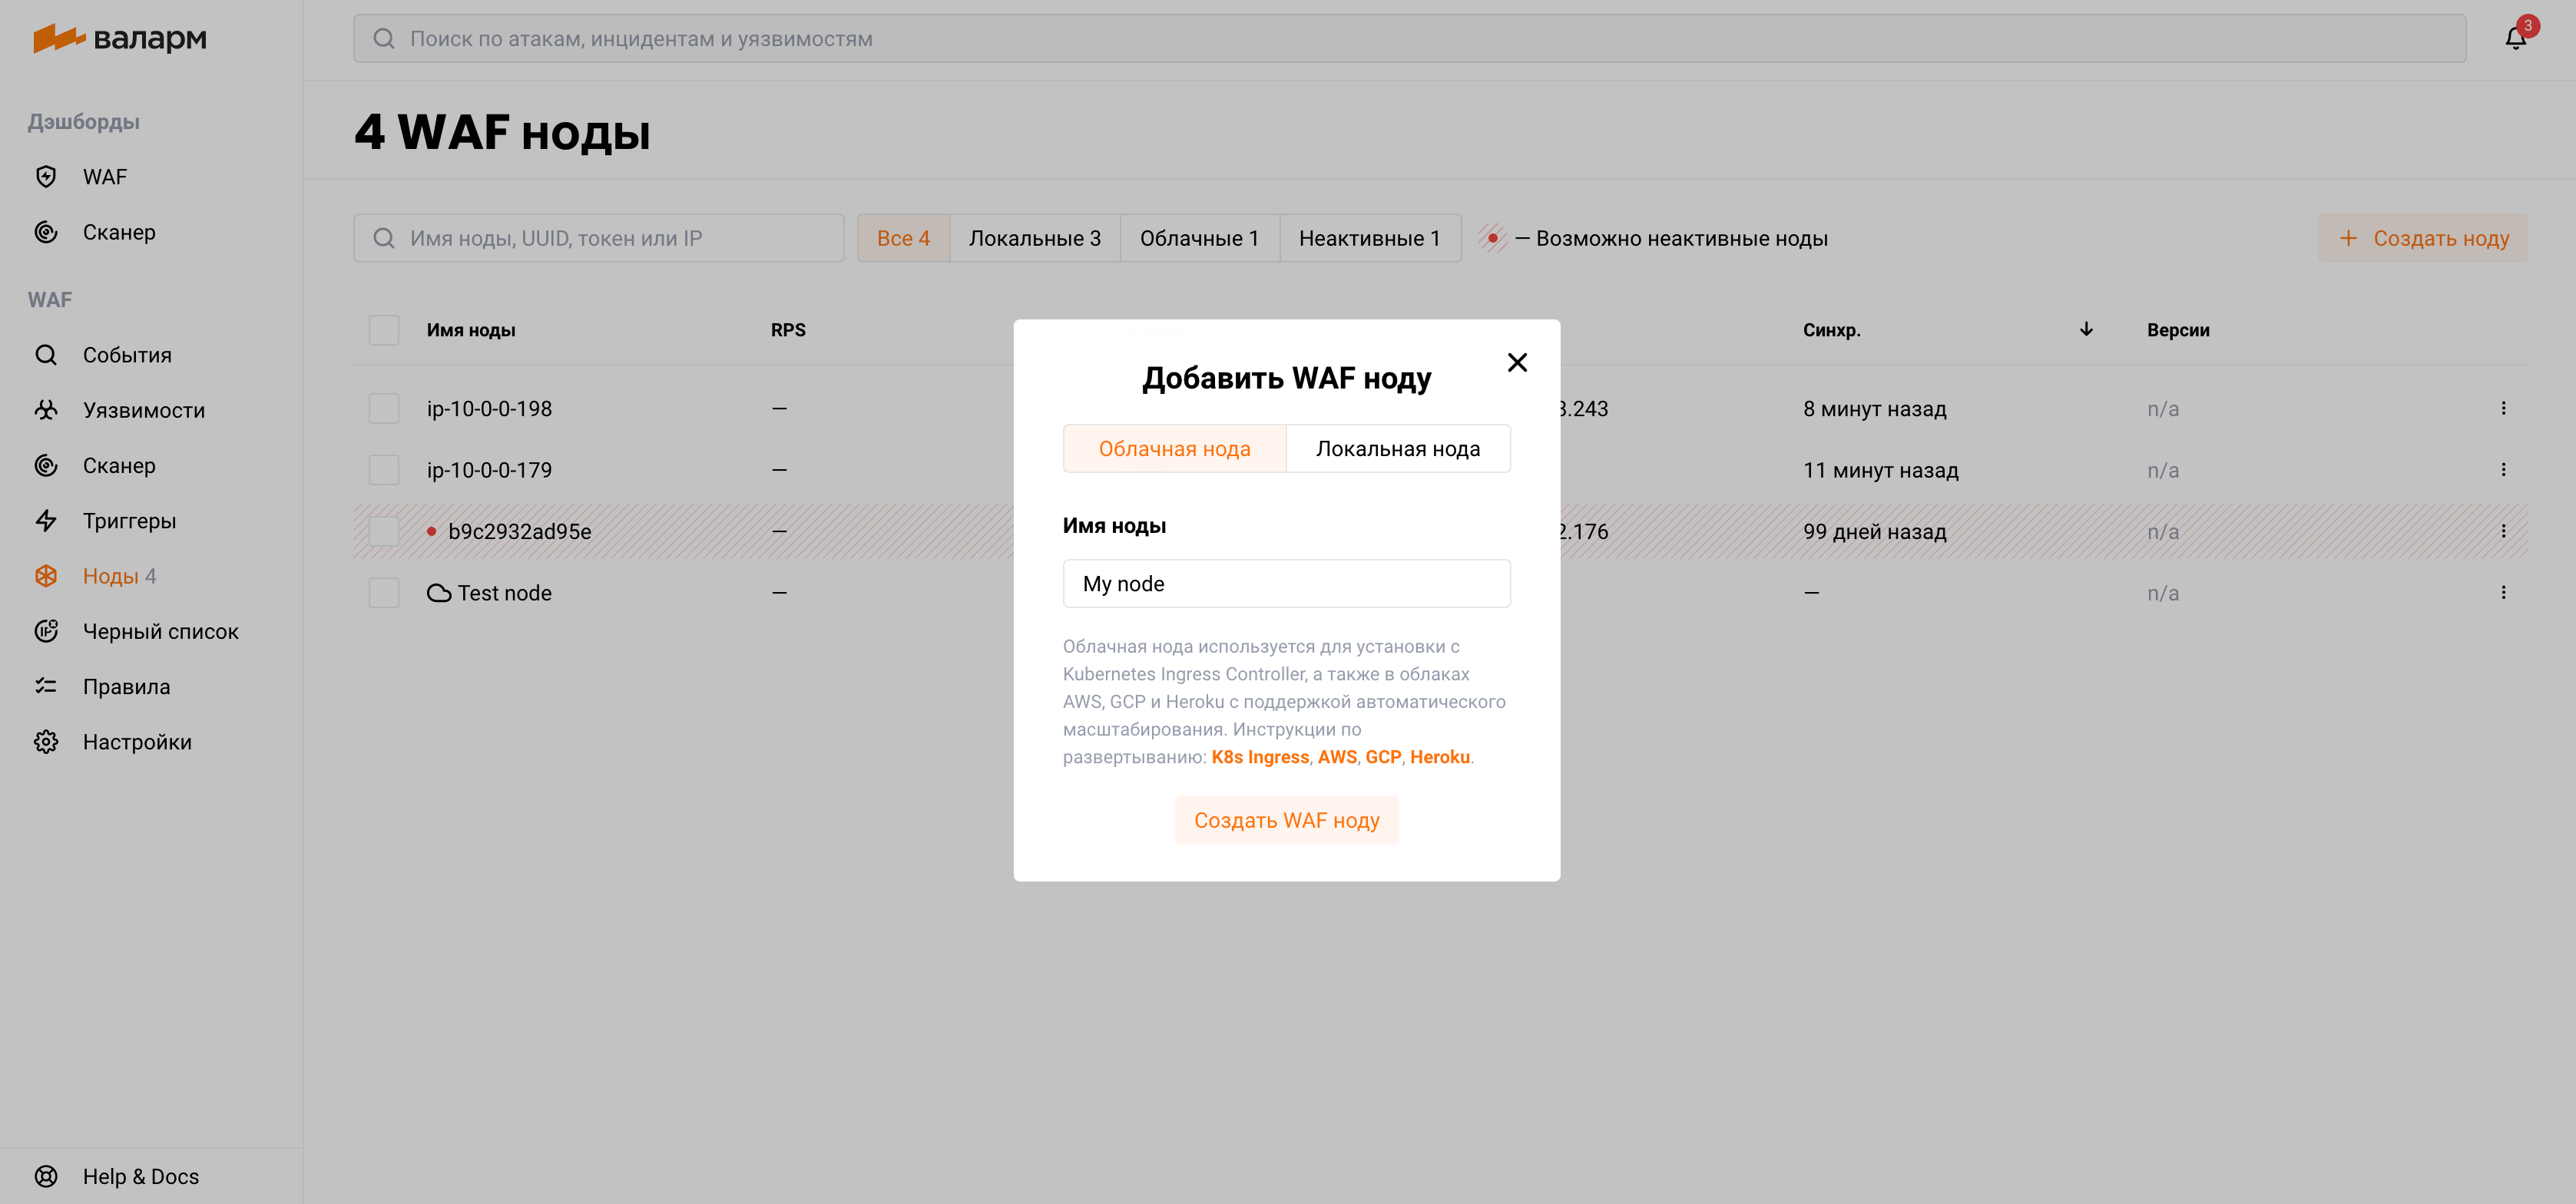 валарм
Поиск по атакам, инцидентам и уязвимостям
3
Дэшборды
WAF
Сканер
WAF
События
Уязвимости
Сканер
Триггеры
Ноды 4
Черный список
Правила
Настройки
Help & Docs
4 WAF ноды
Имя ноды, UUID, токен или IP
Все 4
Локальные 3
Облачные 1
Неактивные 1
— Возможно неактивные ноды
+ Создать ноду
Имя ноды RPS Синхр. Версии
ip-10-0-0-198 — 3.243 8 минут назад n/a
ip-10-0-0-179 — 11 минут назад n/a
b9c2932ad95e — 2.176 99 дней назад n/a
Test node — — n/a
Добавить WAF ноду
Облачная нода Локальная нода
Имя ноды
My node
Облачная нода используется для установки с
Kubernetes Ingress Controller, а также в облаках
AWS, GCP и Heroku с поддержкой автоматического
масштабирования. Инструкции по
развертыванию: K8s Ingress, AWS, GCP, Heroku.
Создать WAF ноду